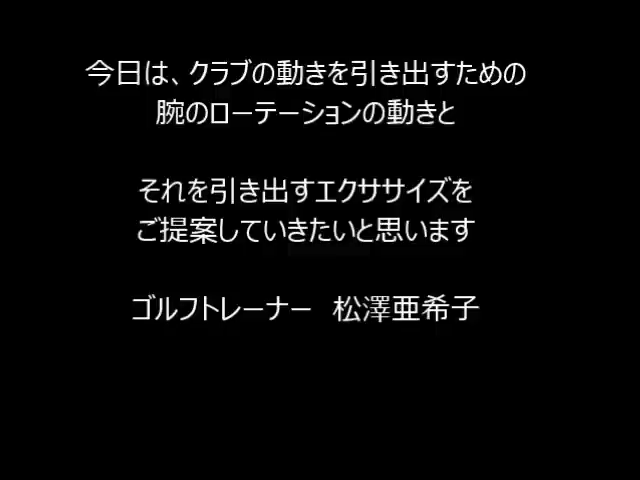 今日は、クラブの動きを引き出すための
腕のローテーションの動きと
それを引き出すエクササイズを
ご提案していきたいと思います
ゴルフトレーナー　松澤亜希子